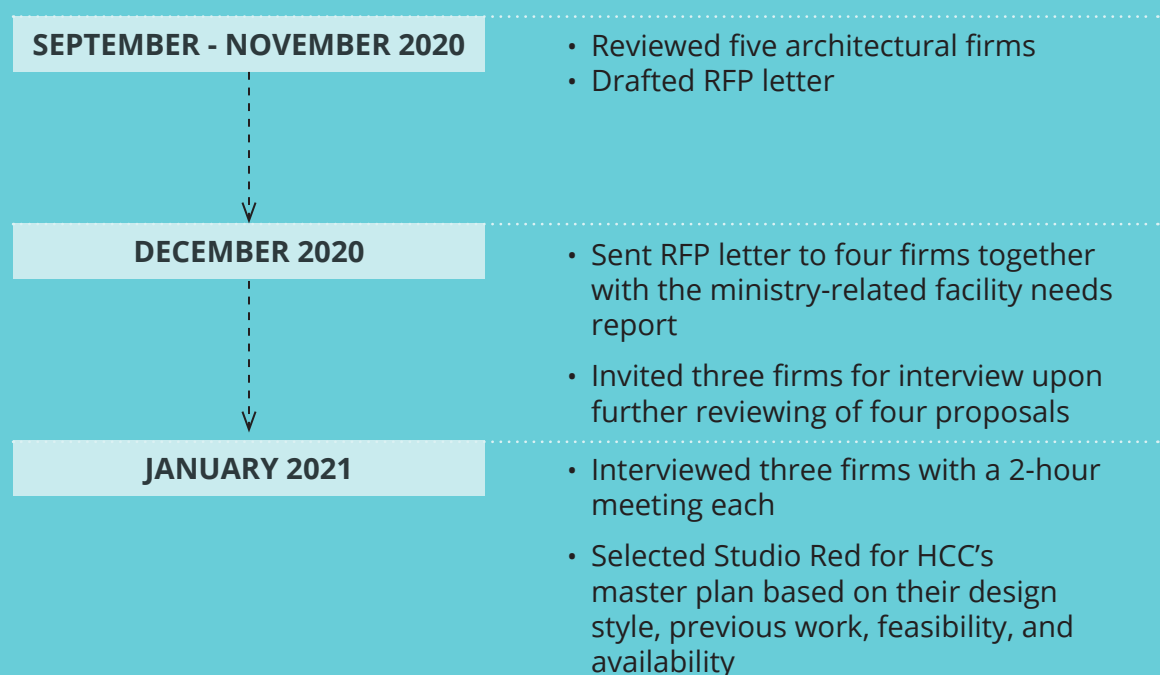 SEPTEMBER - NOVEMBER 2020
• Reviewed five architectural firms
• Drafted RFP letter
DECEMBER 2020
• Sent RFP letter to four firms together
with the ministry-related facility needs
report
• Invited three firms for interview upon
further reviewing of four proposals
JANUARY 2021
• Interviewed three firms with a 2-hour
meeting each
• Selected Studio Red for HCC’s
master plan based on their design
style, previous work, feasibility, and
availability